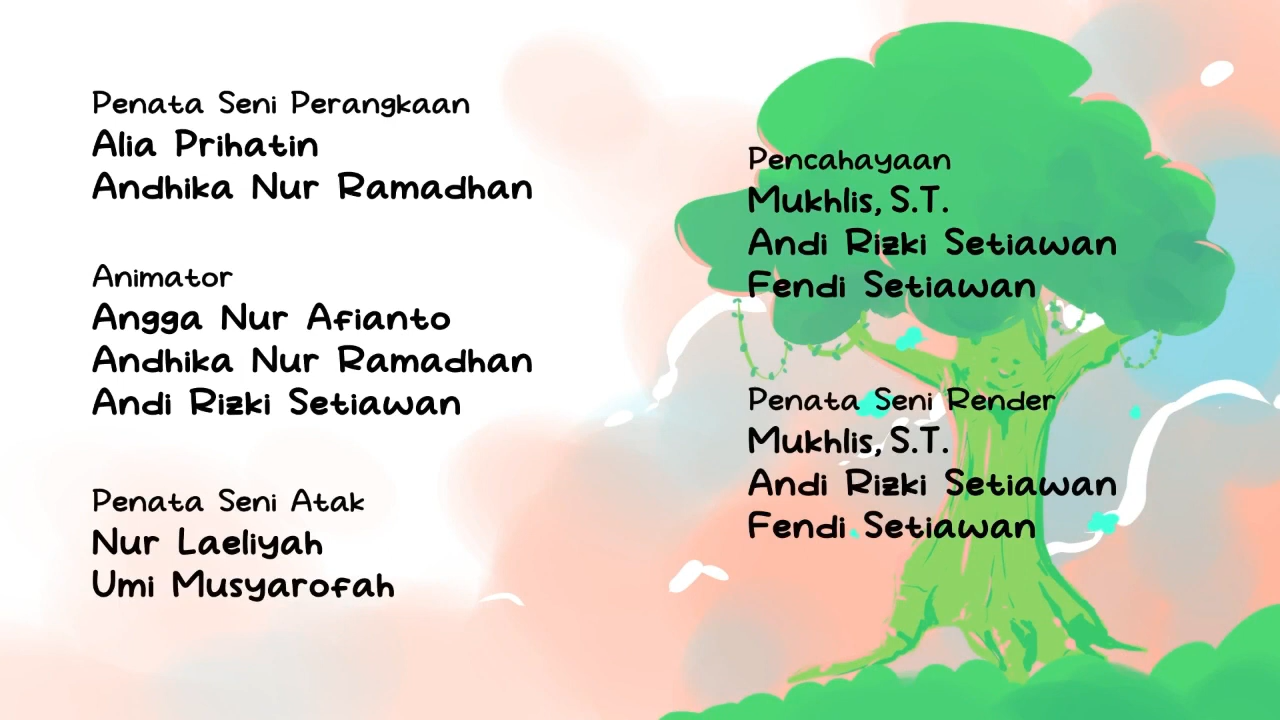 Penata Seni Perangkaan
Alia Prihatin
Andhika Nur Ramadhan
Animator
Angga Nur Afianto
Andhika Nur Ramadhan
Andi Rizki Setiawan
Penata Seni Atak
Nur Laeliyah
Umi Musyarofah
Pencahayaan
Mukhlis, S.T.
Andi Rizki Setiawan
Fendi Setiawan
Penata Seni Render
Mukhlis, S.T.
Andi Rizki Setiawan
Fendi Setiawan